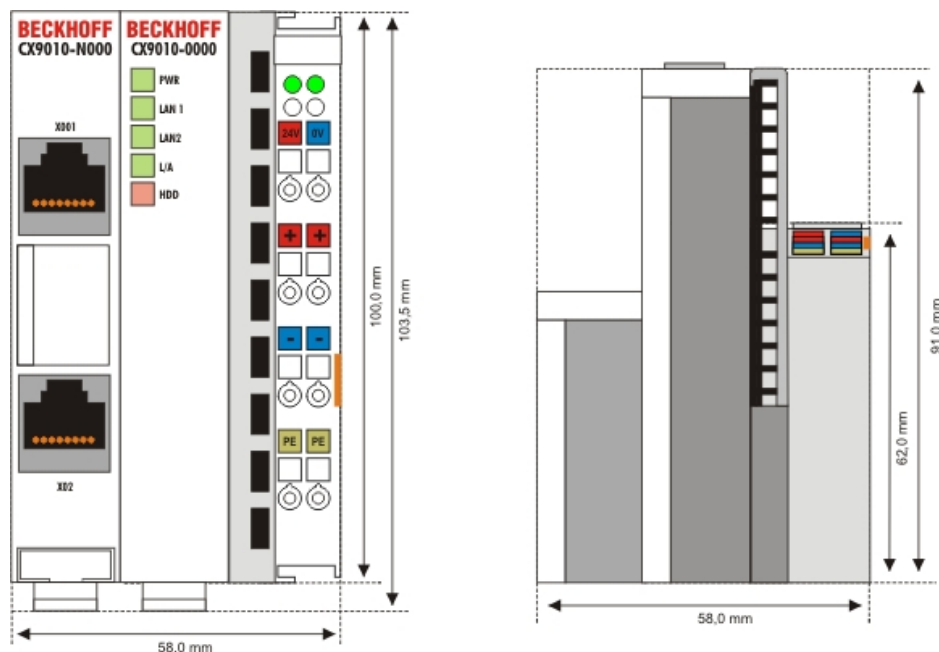 BECKHOFF
CX9010-N000
BECKHOFF
CX9010-0000
PWR
X001
LAN 1
LAN2
L/A
HDD
24V
0V
+
+
-
-
PE
PE
X02
100,0 mm
103,5 mm
58,0 mm
62,0 mm
91,0 mm
58,0 mm